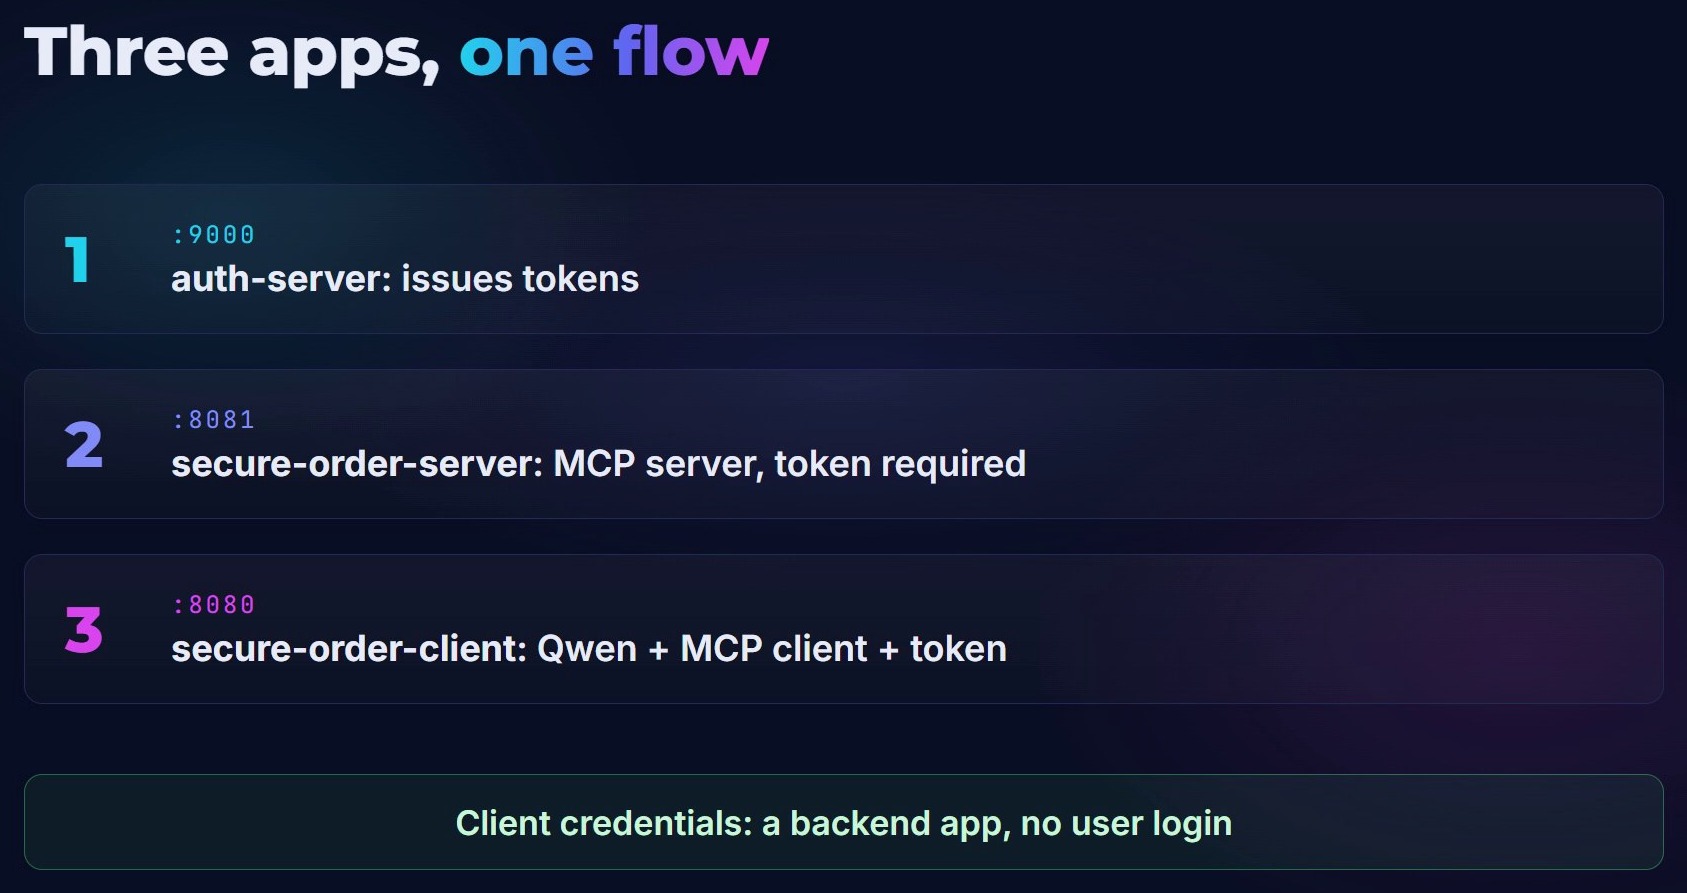 Three apps, one flow
1
:9000
auth-server: issues tokens
2
:8081
secure-order-server: MCP server, token required
3
:8080
secure-order-client: Qwen + MCP client + token
Client credentials: a backend app, no user login